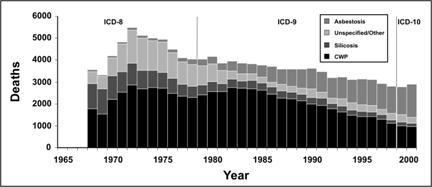 ICD-8
ICD-9
ICD-10
Asbestosis
Unspecified/Other
Silicosis
CWP
Deaths
6000
5000
4000
3000
2000
1000
0
1965
1970
1975
1980
1985
1990
1995
2000
Year